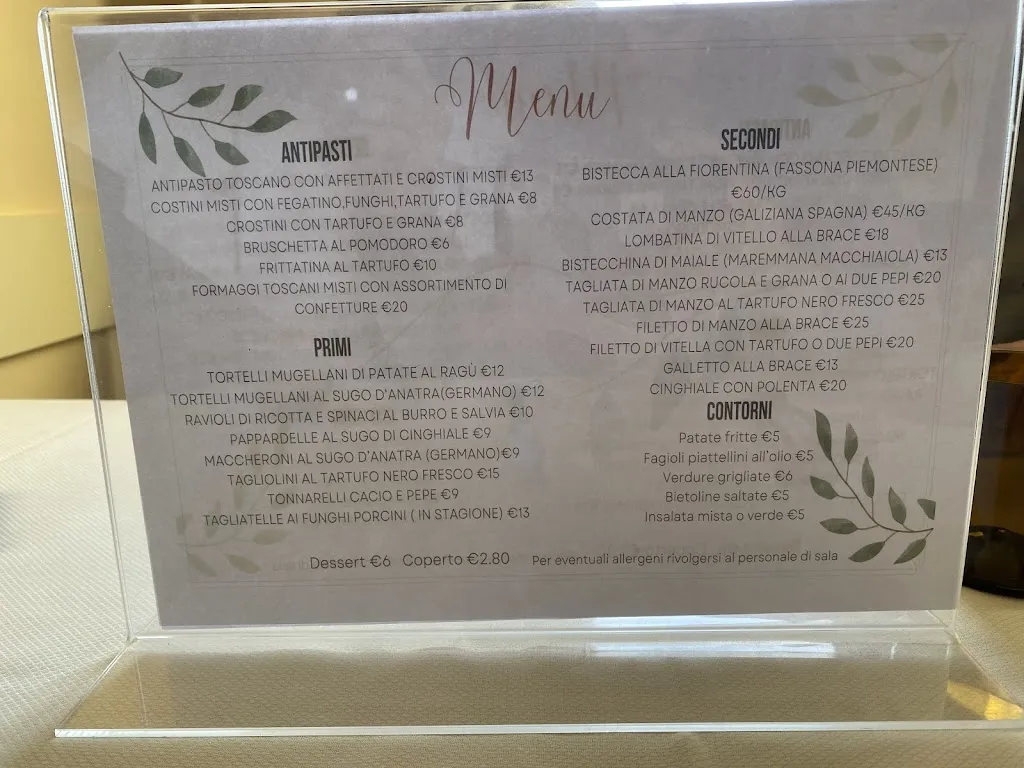 Menu
ANTIPASTI
ANTIPASTO TOSCANO CON AFFETTATI E CROSTINI MISTI €13
COSTINI MISTI CON FEGATINO,FUNGHI,TARTUFO E GRANA €8
CROSTINI CON TARTUFO E GRANA €8
BRUSCHETTA AL POMODORO €6
FRITTATINA AL TARTUFO €10
FORMAGGI TOSCANI MISTI CON ASSORTIMENTO DI
CONFETTURE €20
PRIMI
TORTELLI MUGELLANI DI PATATE AL RAGÙ €12
TORTELLI MUGELLANI AL SUGO D'ANATRA(GERMANO) €12
RAVIOLI DI RICOTTA E SPINACI AL BURRO E SALVIA €10
PAPPARDELLE AL SUGO DI CINGHIALE €9
MACCHERONI AL SUGO D'ANATRA (GERMANO)€9
TAGLIOLINI AL TARTUFO NERO FRESCO €15
TONNARELLI CACIO E PEPE €9
TAGLIATELLE AI FUNGHI PORCINI ( IN STAGIONE) €13
SECONDI
BISTECCA ALLA FIORENTINA (FASSONA PIEMONTESE)
€60/KG
COSTATA DI MANZO (GALIZIANA SPAGNA) €45/KG
LOMBATINA DI VITELLO ALLA BRACE €18
BISTECCHINA DI MAIALE (MAREMMANA MACCHIAIOLA) €13
TAGLIATA DI MANZO RUCOLA E GRANA O AI DUE PEPI €20
TAGLIATA DI MANZO AL TARTUFO NERO FRESCO €25
FILETTO DI MANZO ALLA BRACE €25
FILETTO DI VITELLA CON TARTUFO O DUE PEPI €20
GALLETTO ALLA BRACE €13
CINGHIALE CON POLENTA €20
CONTORNI
Patate fritte €5
Fagioli piattellini all'olio €5
Verdure grigliate €6
Bietoline saltate €5
Insalata mista o verde €5
Dessert €6 Coperto €2.80 Per eventuali allergeni rivolgersi al personale di sala